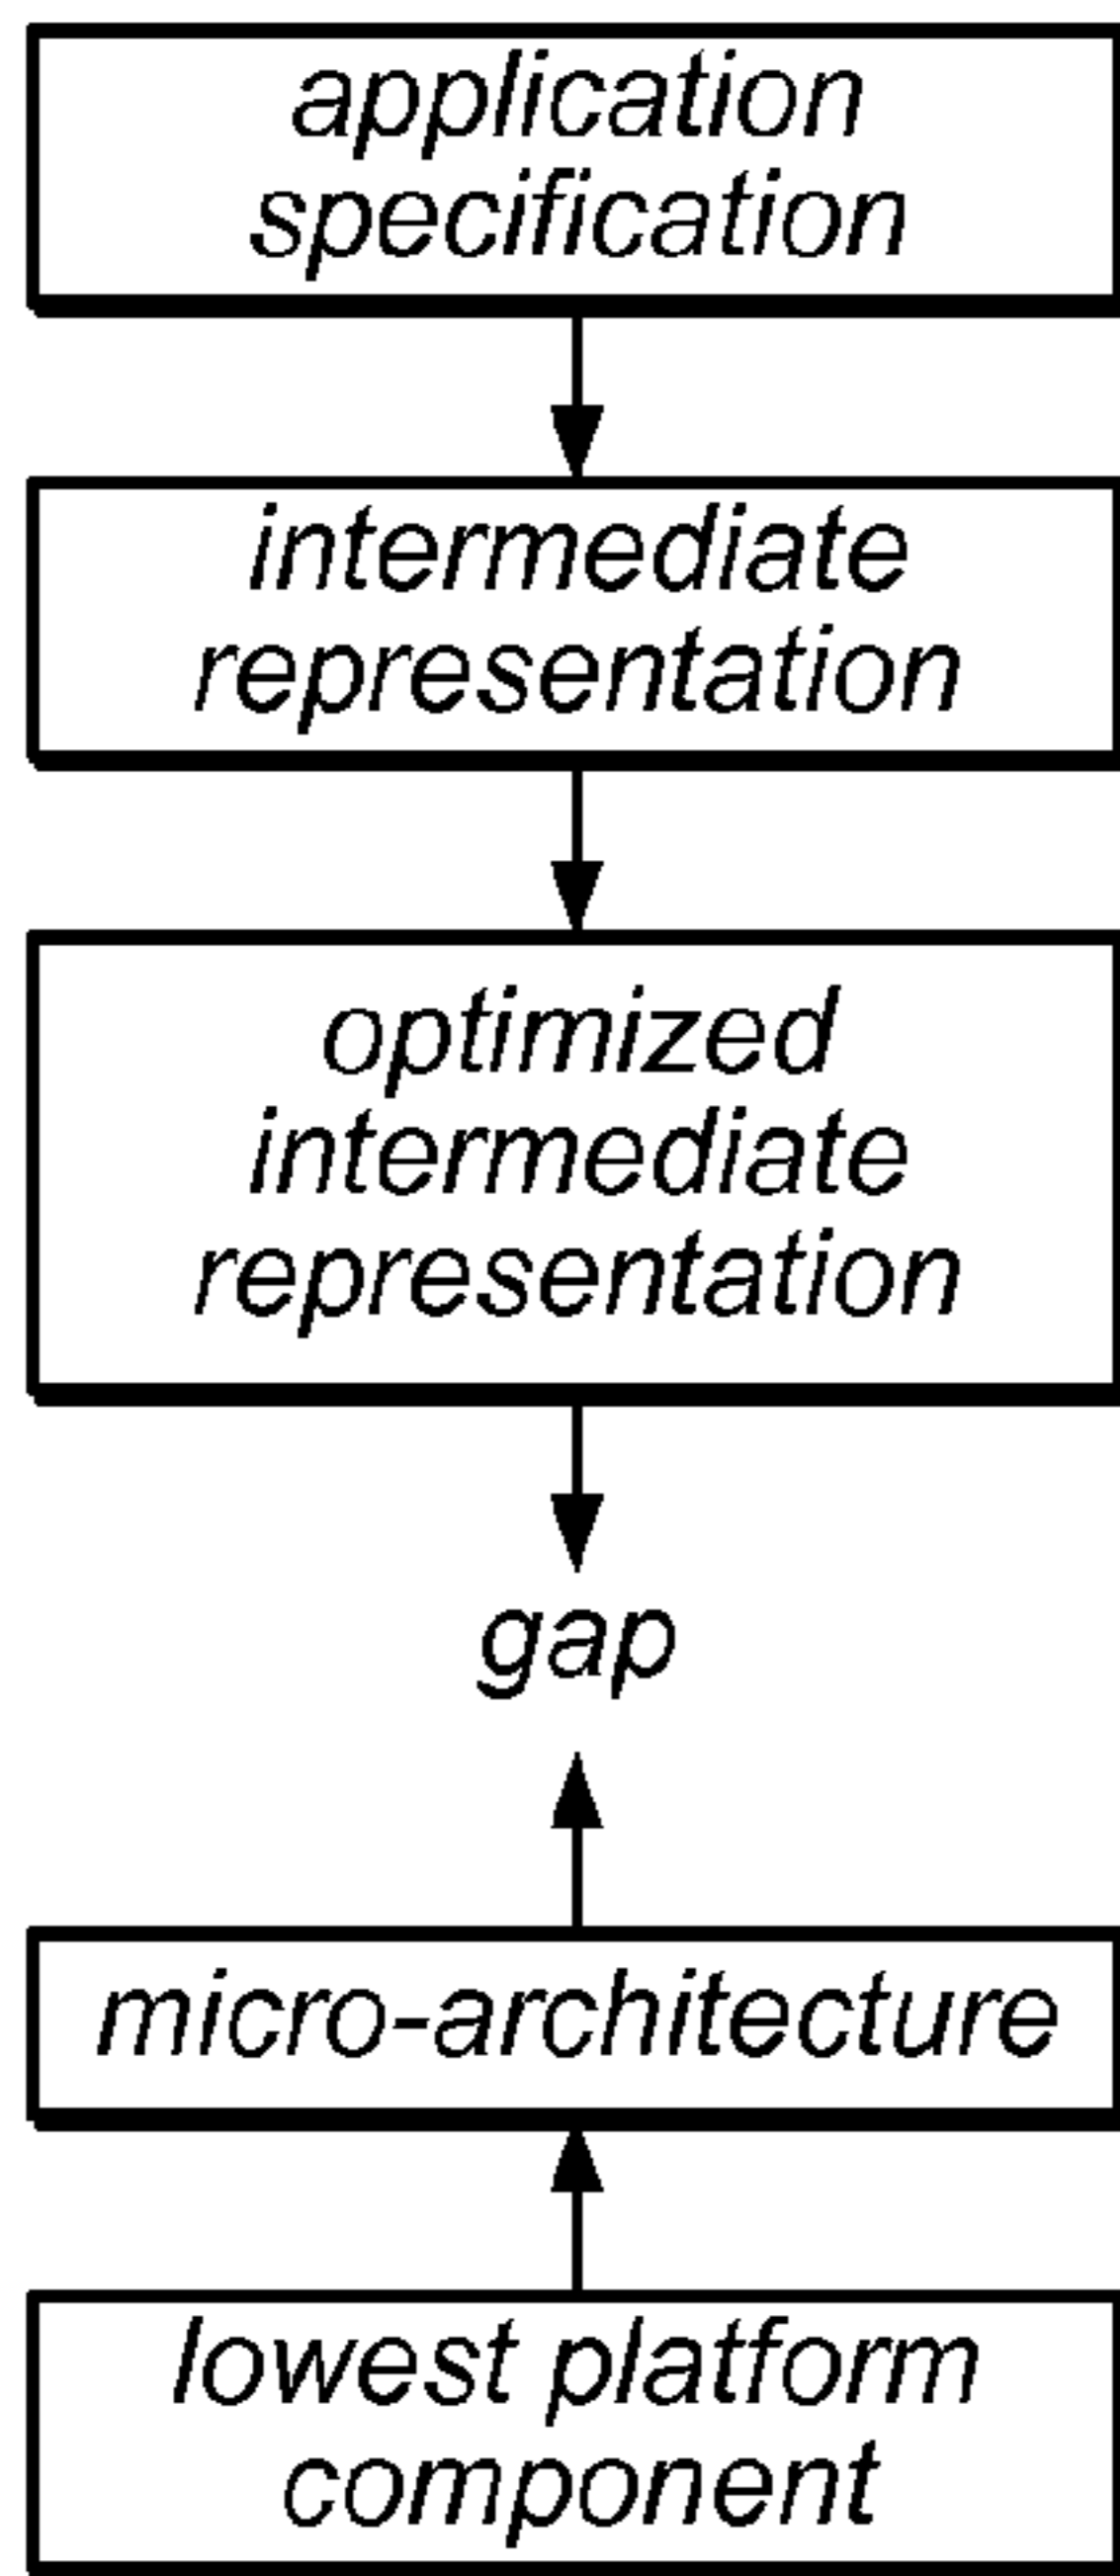 application
specification
intermediate
representation
optimized
intermediate
representation
gap
micro-architecture
lowest platform
component